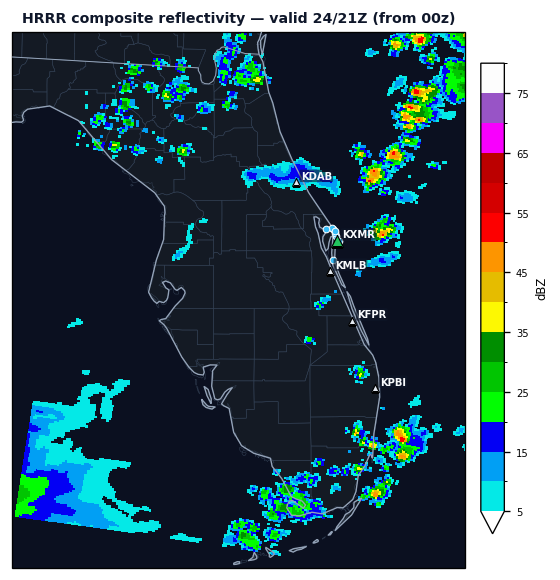 HRRR composite reflectivity — valid 24/21Z (from 00z)
75
65
55
45
35
25
15
5
dBZ
KDAB
KXMR
KMLB
KFPR
KPBI